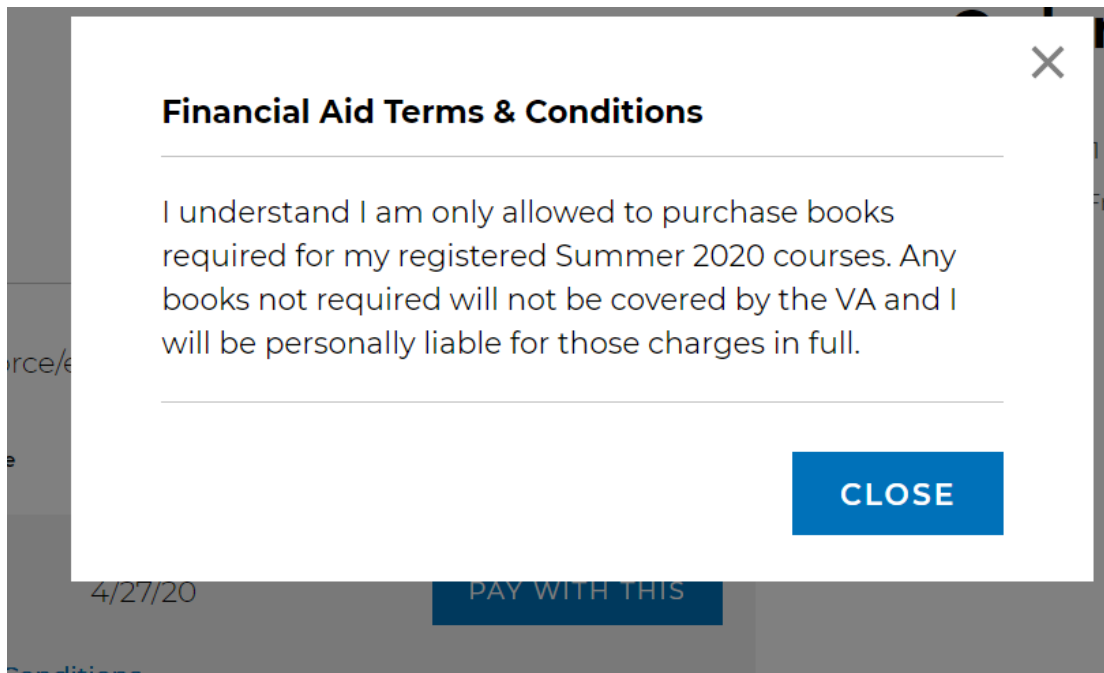 Financial Aid Terms & Conditions
I understand I am only allowed to purchase books
required for my registered Summer 2020 courses. Any
books not required will not be covered by the VA and I
will be personally liable for those charges in full.
CLOSE
4/27/20 PAY WITH THIS
Conditions